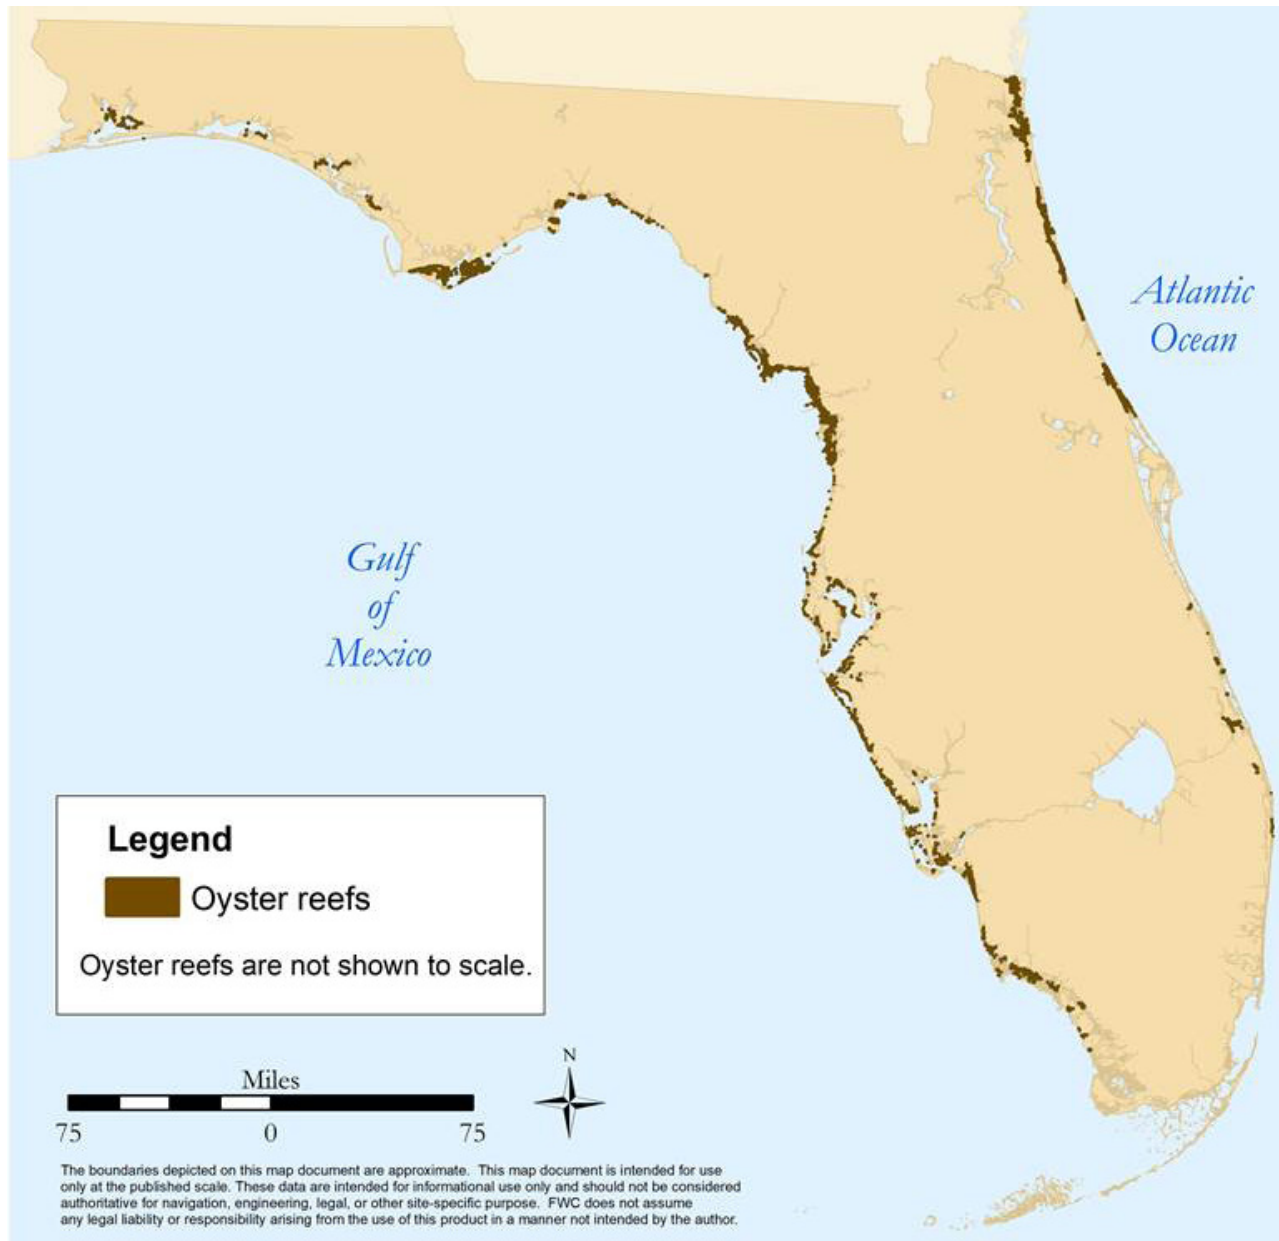 Atlantic
Ocean
Gulf
of
Mexico
Legend
Oyster reefs
Oyster reefs are not shown to scale.
N
Miles
75 0 75
The boundaries depicted on this map document are approximate. This map document is intended for use
only at the published scale. These data are intended for informational use only and should not be considered
authoritative for navigation, engineering, legal, or other site-specific purpose. FWC does not assume
any legal liability or responsibility arising from the use of this product in a manner not intended by the author.